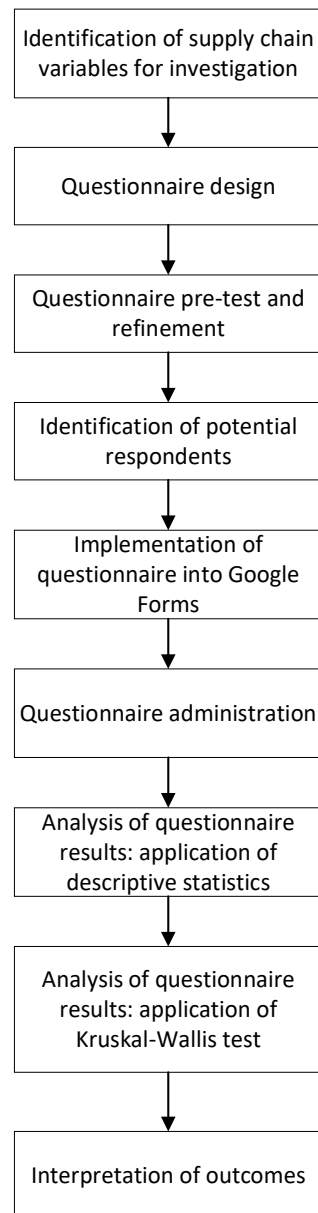 Identification of supply chain
variables for investigation
Questionnaire design
Questionnaire pre-test and
refinement
Identification of potential
respondents
Implementation of
questionnaire into Google
Forms
Questionnaire administration
Analysis of questionnaire
results: application of
descriptive statistics
Analysis of questionnaire
results: application of
Kruskal-Wallis test
Interpretation of outcomes